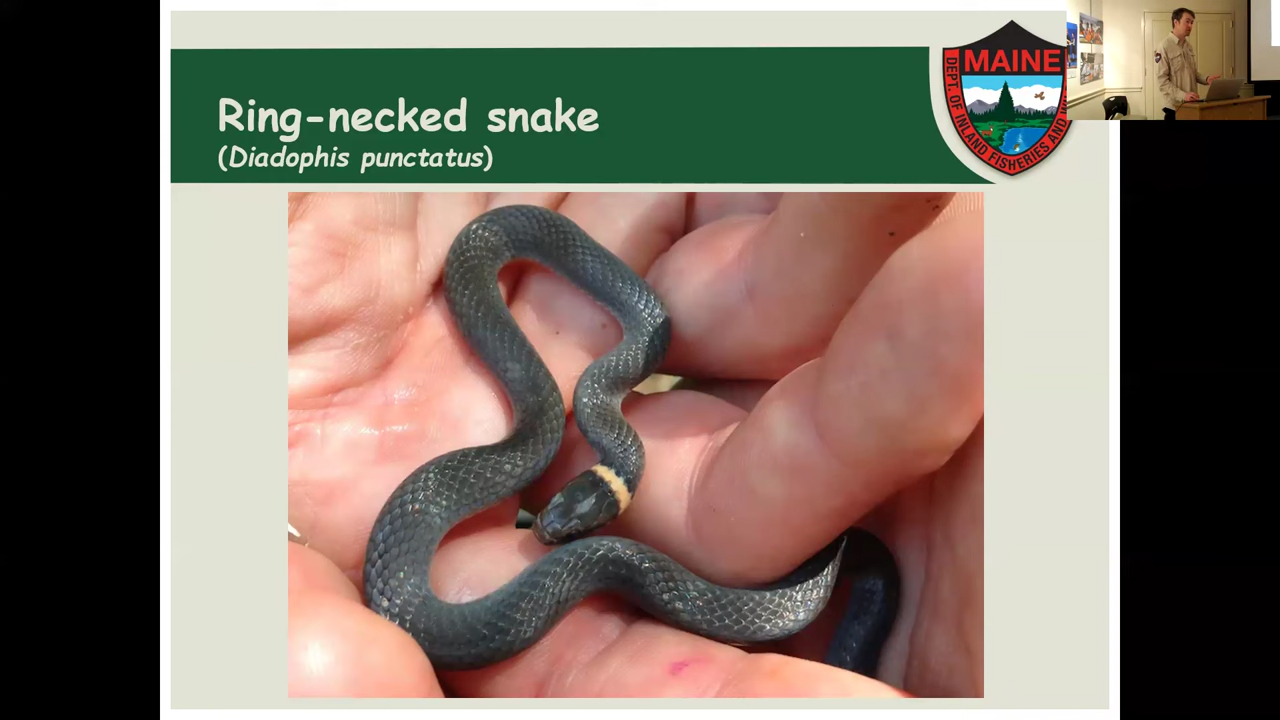 Ring-necked snake
(Diadophis punctatus)
MAINE
DEPT. OF INLAND FISHERIES AND